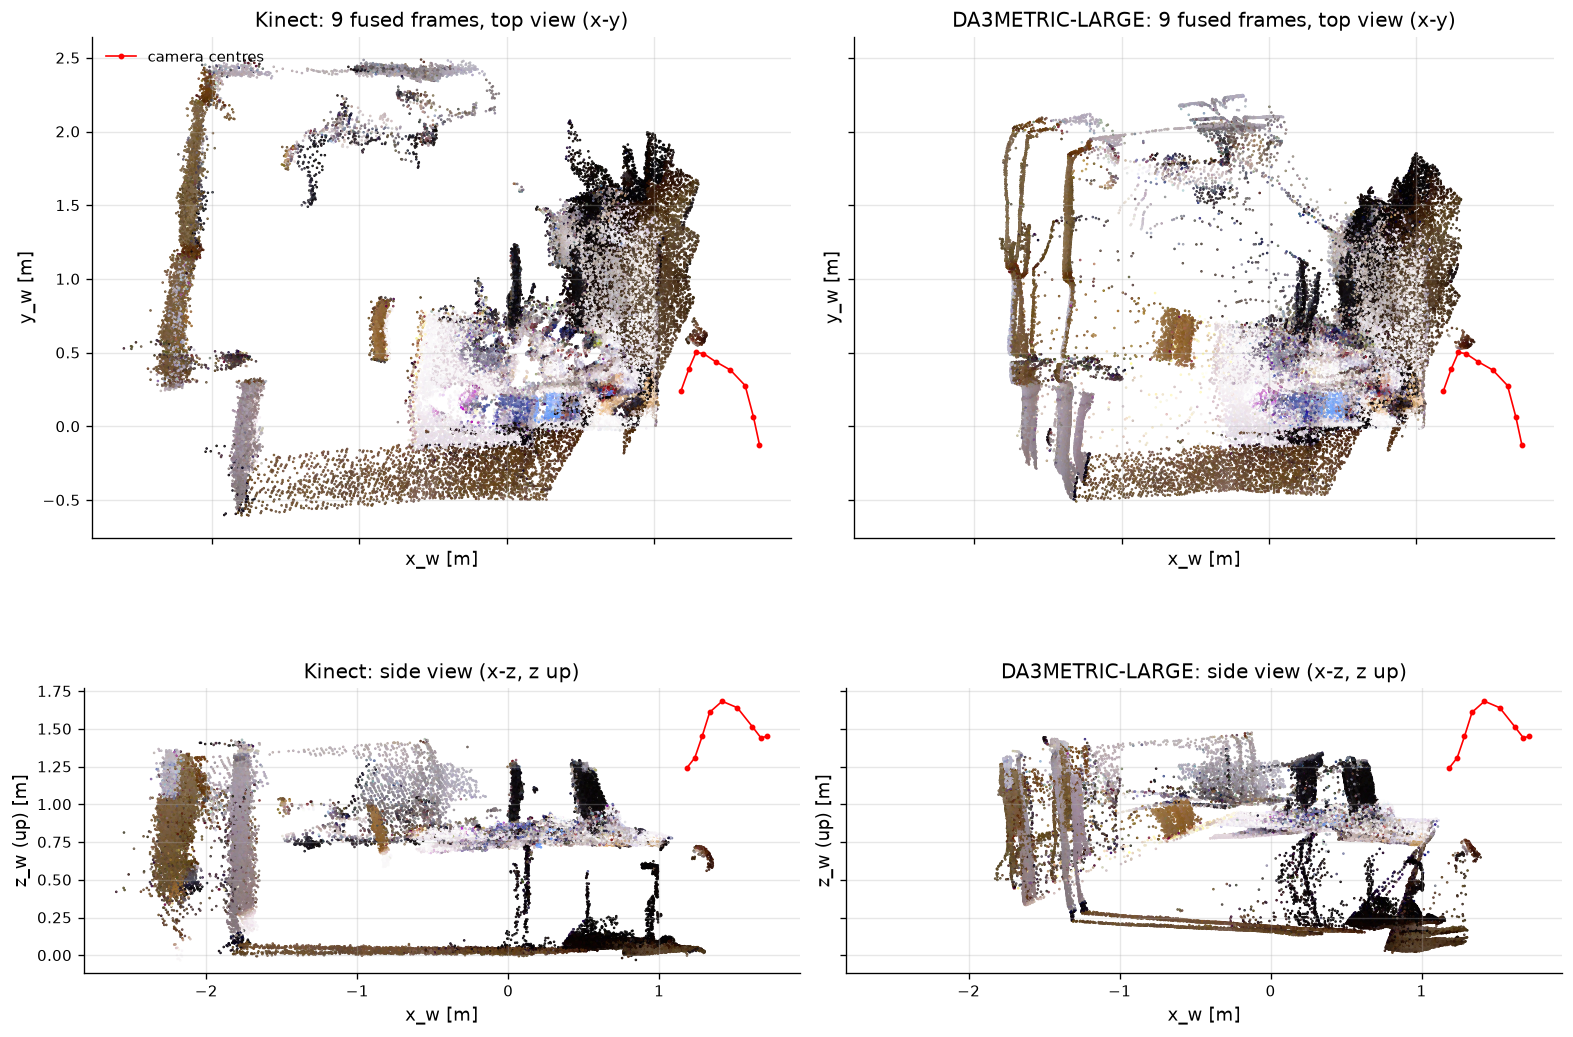 Kinect: 9 fused frames, top view (x-y)
DA3METRIC-LARGE: 9 fused frames, top view (x-y)
camera centres
2.5
2.0
1.5
1.0
0.5
0.0
−0.5
y_w [m]
y_w [m]
x_w [m]
x_w [m]
Kinect: side view (x-z, z up)
DA3METRIC-LARGE: side view (x-z, z up)
1.75
1.50
1.25
1.00
0.75
0.50
0.25
0.00
z_w (up) [m]
z_w (up) [m]
−2
−1
0
1
−2
−1
0
1
x_w [m]
x_w [m]